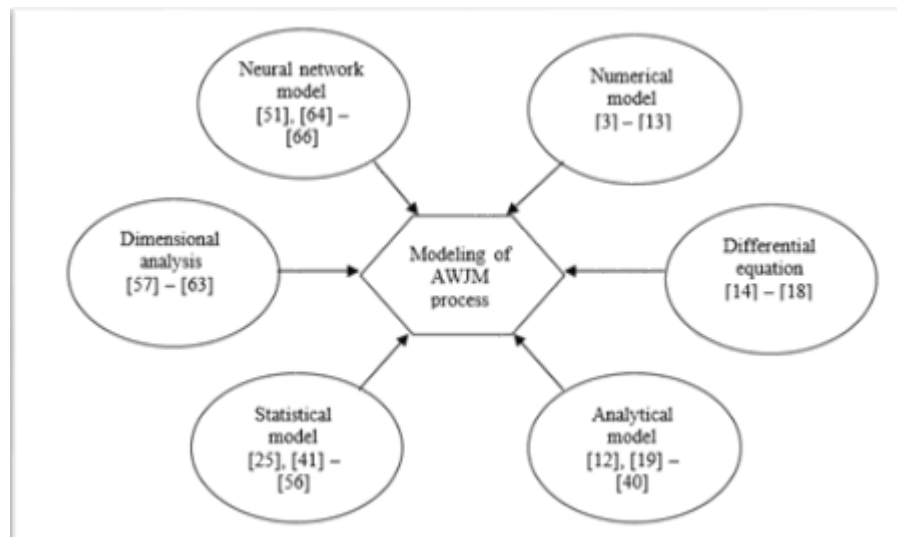 Neural network
model
[51], [64] –
[66]
Numerical
model
[3] – [13]
Dimensional
analysis
[57] – [63]
Modeling of
AWJM
process
Differential
equation
[14] – [18]
Statistical
model
[25], [41] –
[56]
Analytical
model
[12], [19] –
[40]